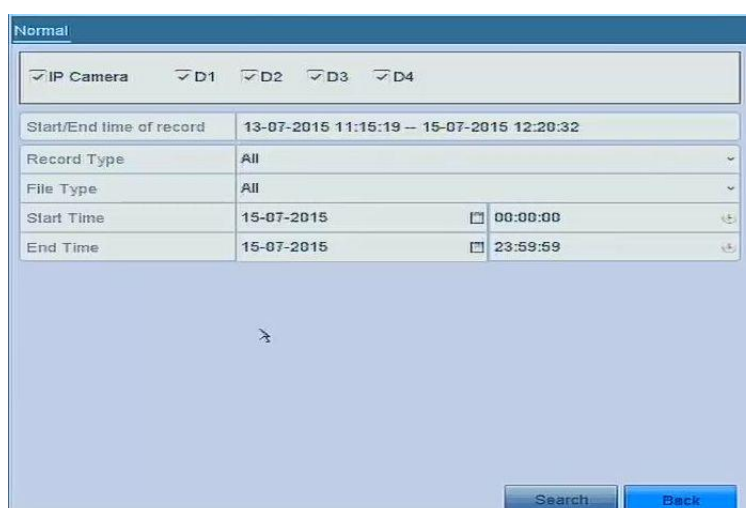 Normal
IP Camera D1 D2 D3 D4
Start/End time of record 13-07-2015 11:15:19 -- 15-07-2015 12:20:32
Record Type All
File Type All
Start Time 15-07-2015 00:00:00
End Time 15-07-2015 23:59:59
Search Back